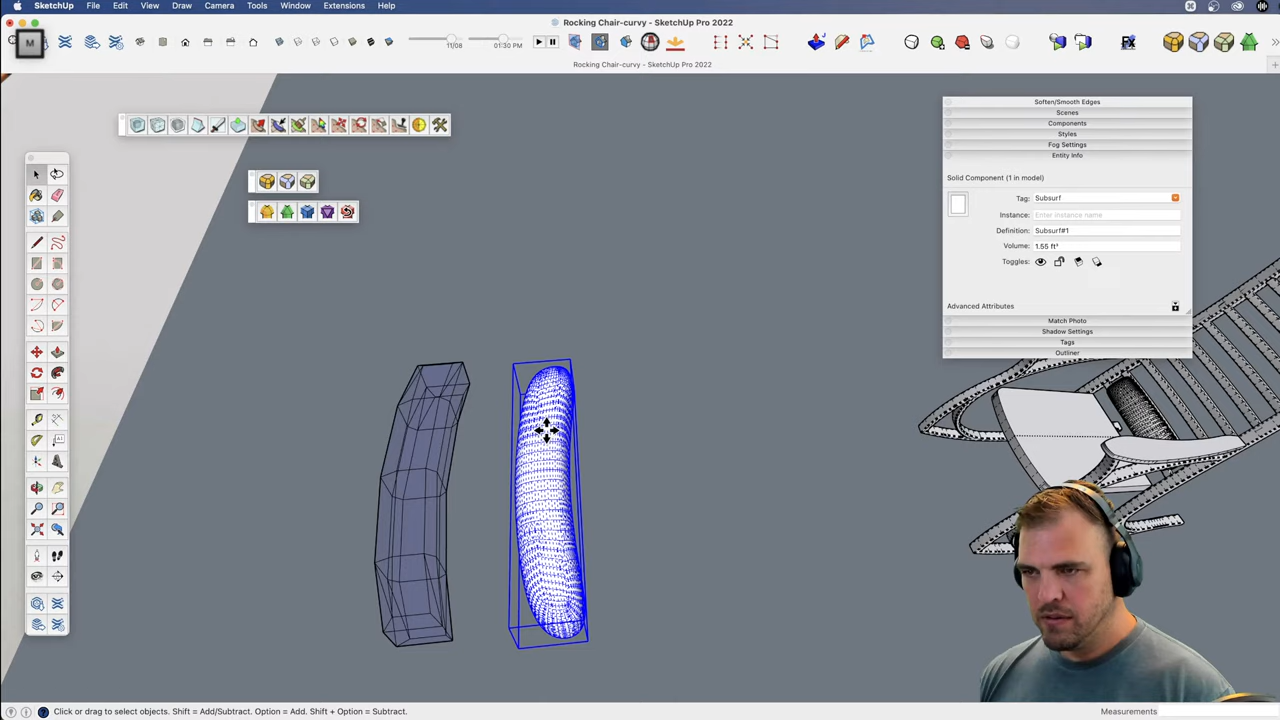 SketchUp File Edit View Draw Camera Tools Window Extensions Help
Rocking Chair-curvy - SketchUp Pro 2022
M
11/08 01:30 PM
Rocking Chair-curvy - SketchUp Pro 2022
Soften/Smooth Edges
Scenes
Components
Styles
Fog Settings
Entity Info
Solid Component (1 in model)
Tag: Subsurf
Instance: Enter instance name
Definition: Subsurf#1
Volume: 1.55 ft³
Toggles:
Advanced Attributes
Match Photo
Shadow Settings
Tags
Outliner
Click or drag to select objects. Shift = Add/Subtract. Option = Add. Shift + Option = Subtract.
Measurements